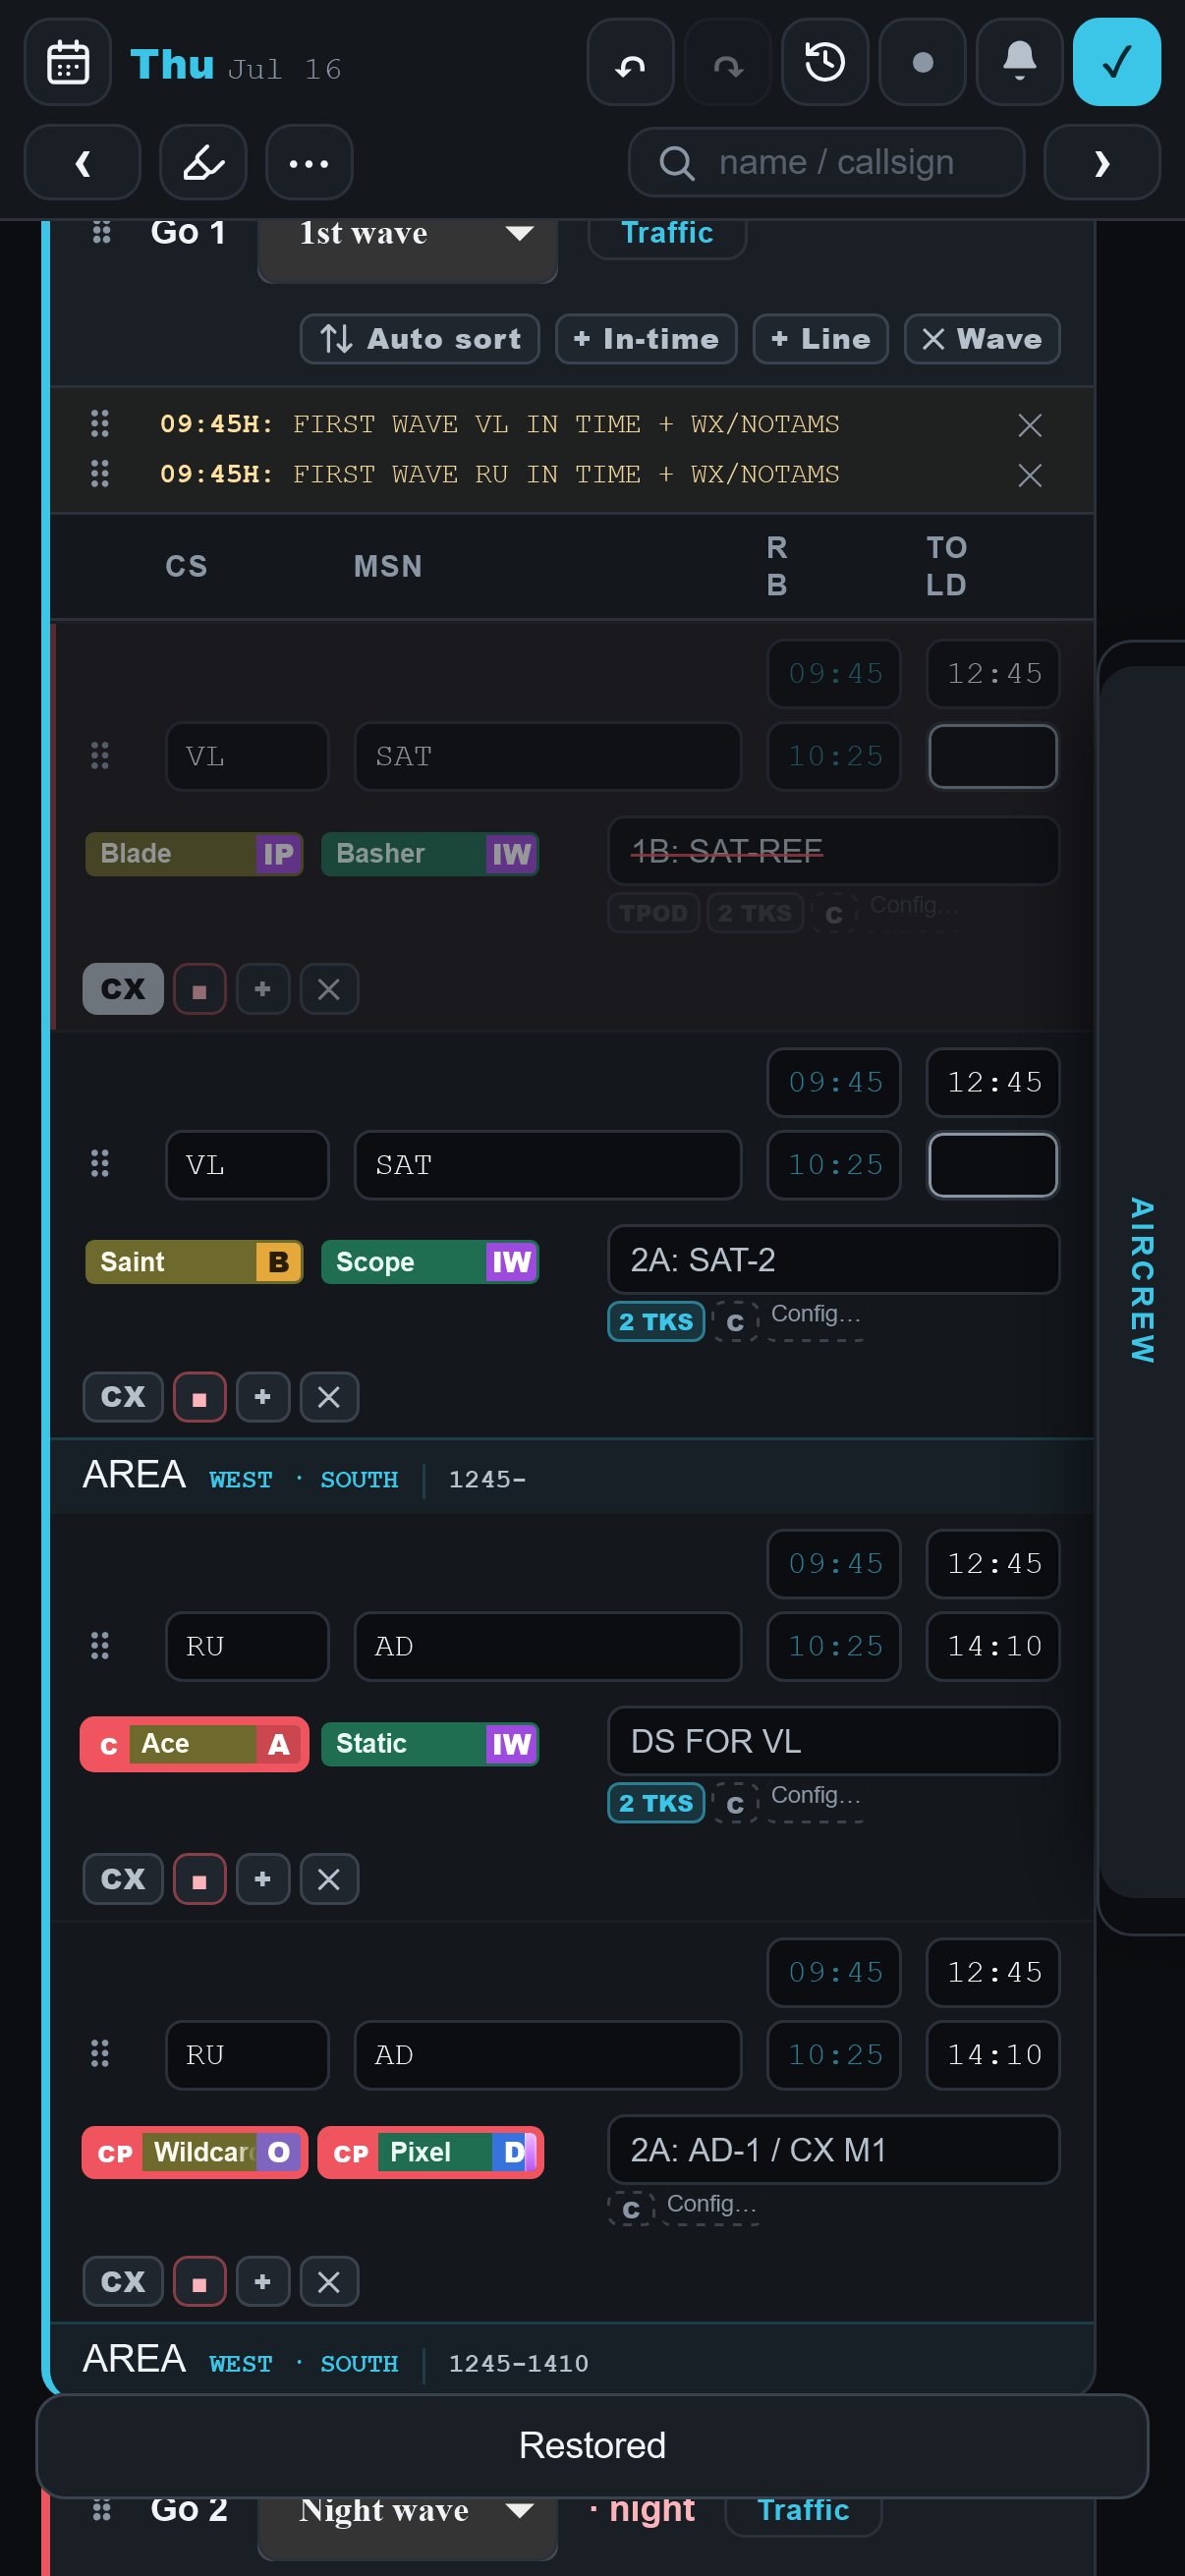 Thu Jul 16
name / callsign
Go 1 1st wave Traffic
Auto sort + In-time + Line × Wave
09:45H: FIRST WAVE VL IN TIME + WX/NOTAMS
09:45H: FIRST WAVE RU IN TIME + WX/NOTAMS
CS MSN R B TO LD
09:45 12:45
VL SAT 10:25
Blade IP Basher IW 1B: SAT-REF
TPOD 2 TKS C Config...
CX + ×
09:45 12:45
VL SAT 10:25
Saint B Scope IW 2A: SAT-2
2 TKS C Config...
CX + ×
AREA WEST · SOUTH | 1245-
09:45 12:45
RU AD 10:25 14:10
C Ace A Static IW DS FOR VL
2 TKS C Config...
CX + ×
09:45 12:45
RU AD 10:25 14:10
CP Wildcar O CP Pixel D 2A: AD-1 / CX M1
C Config...
CX + ×
AREA WEST · SOUTH | 1245-1410
Restored
Go 2 Night wave · night Traffic
AIRCREW